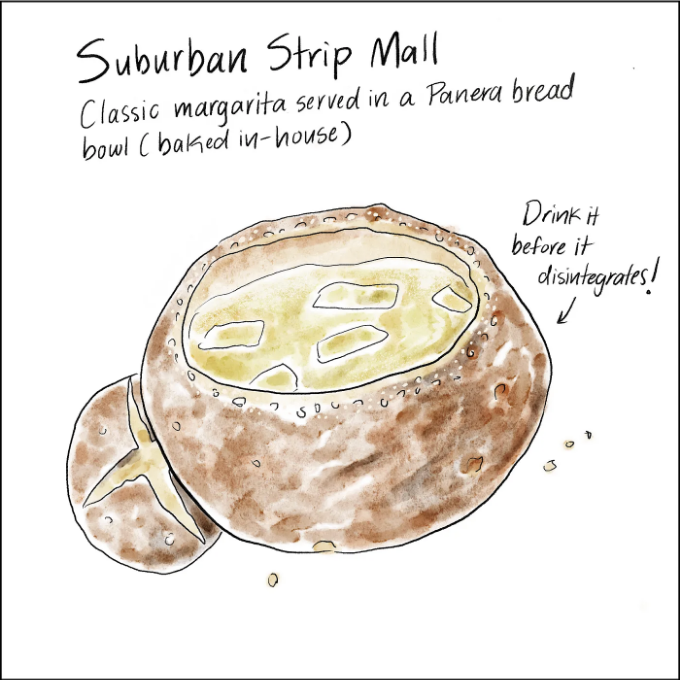 Suburban Strip Mall
Classic margarita served in a Panera bread
bowl (baked in-house)
Drink it
before it
disintegrates!